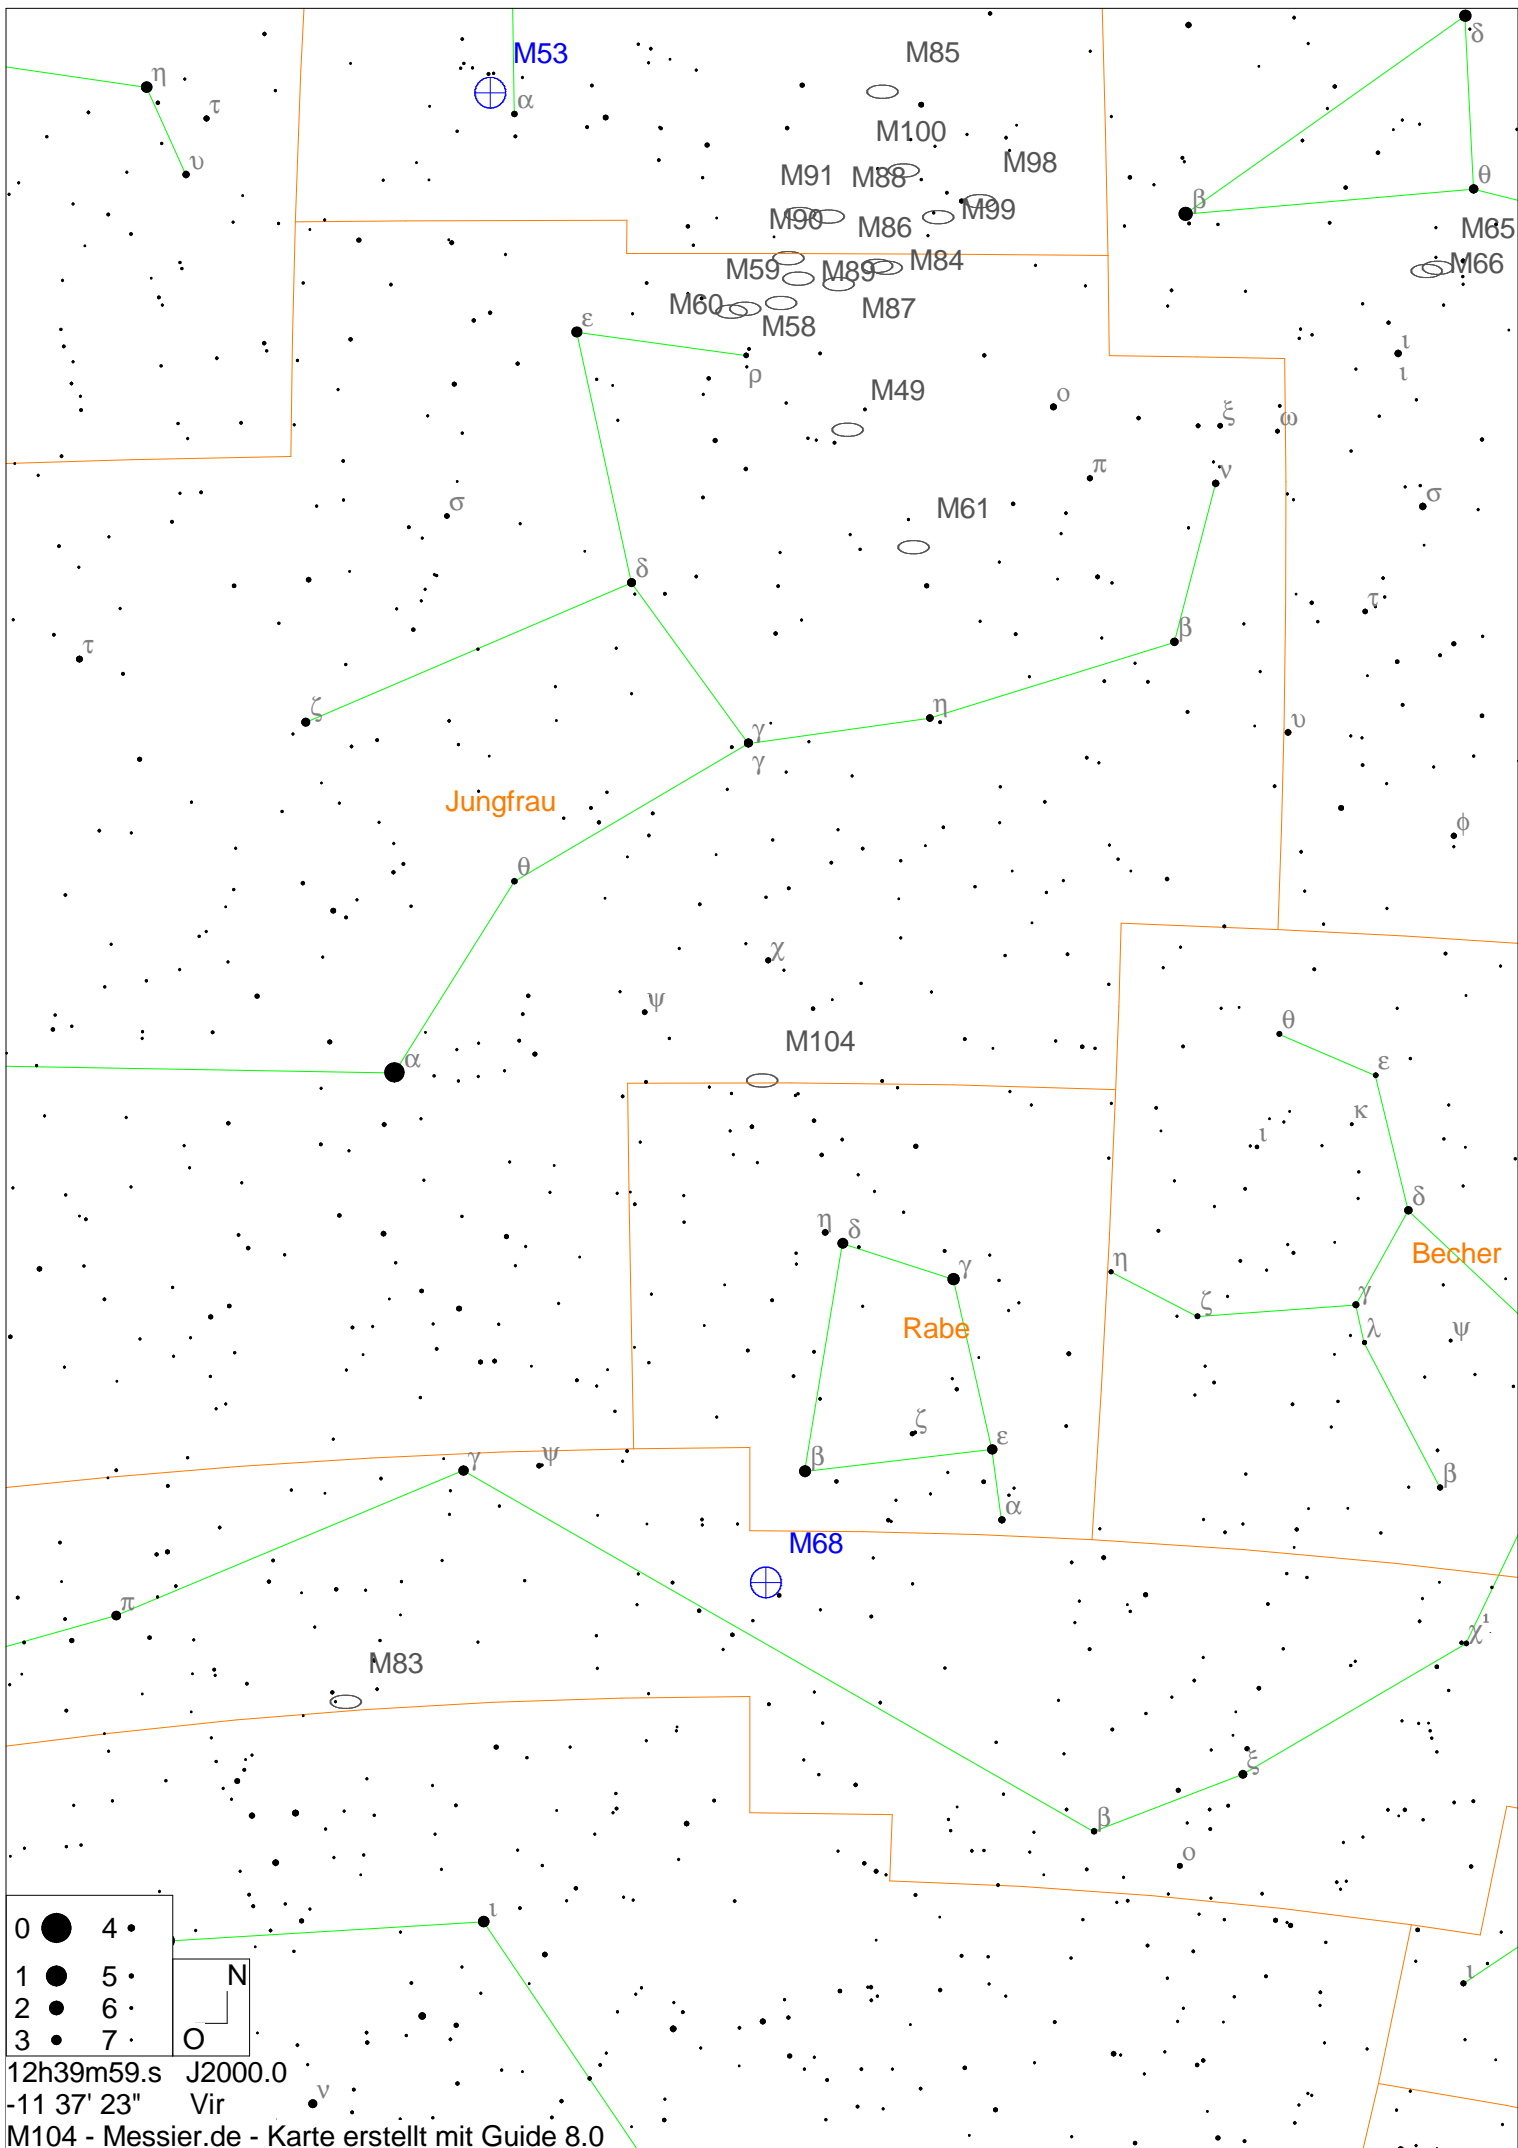 δ
M53
M85
η
τ
α
M100
υ
M91
M88
M98
θ
β
M90
M86
M99
M65
M59
M89
M84
M66
M60
M58
M87
ε
ρ
ι
ι
M49
ο
ξ
ω
π
ν
σ
M61
σ
δ
τ
β
τ
ζ
γ
γ
η
υ
Jungfrau
φ
θ
χ
ψ
θ
M104
α
ε
κ
ι
δ
η
δ
Becher
γ
η
ζ
γ
Rabe
λ
ψ
ζ
ε
γ
ψ
β
β
α
M68
π
χ¹
M83
ξ
β
ο
ι
0 4
1 5
2 6
3 7
N
O
ι
12h39m59.s J2000.0
-11 37' 23" Vir
ν
M104 - Messier.de - Karte erstellt mit Guide 8.0